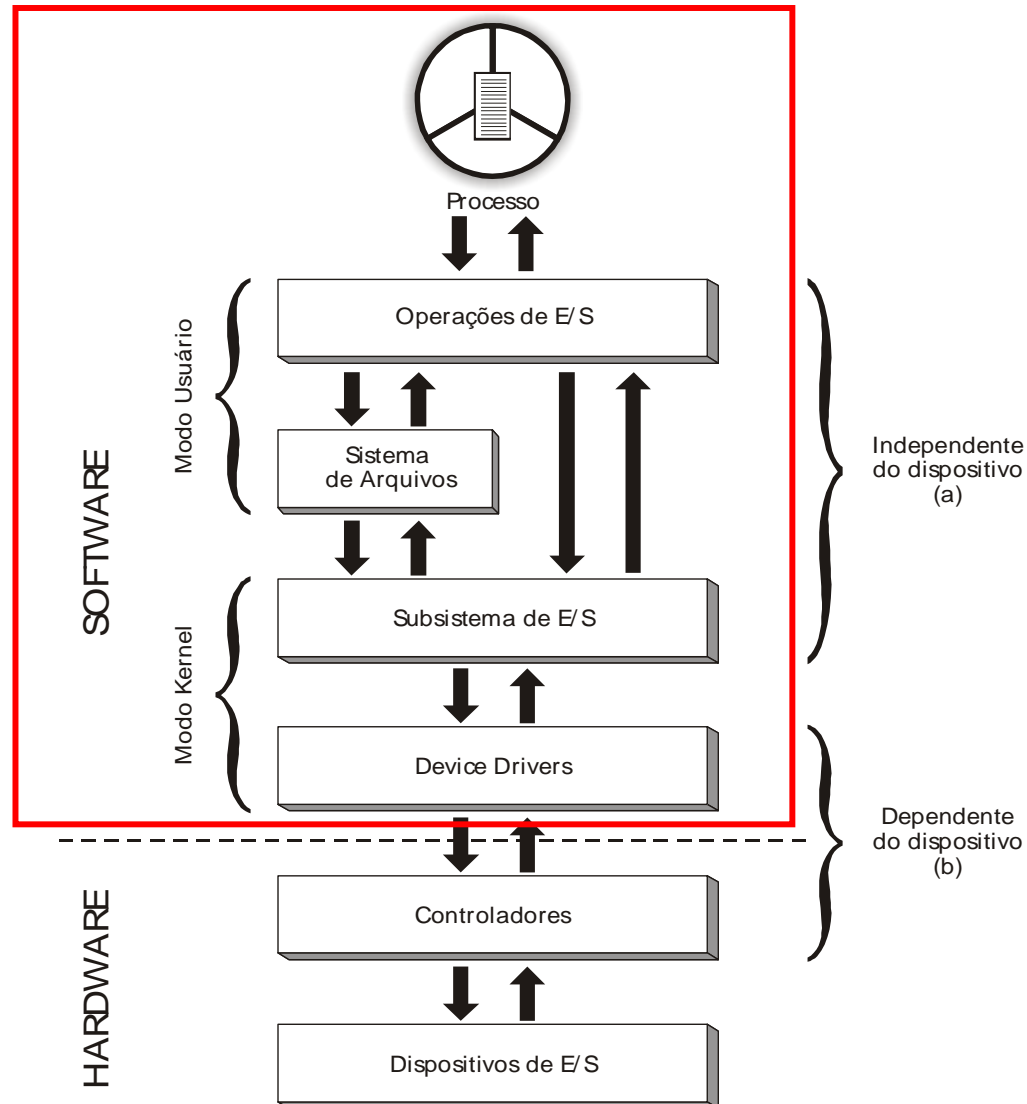 Processo
Operações de E/S
Modo Usuário
Sistema
de Arquivos
Independente
do dispositivo
(a)
SOFTWARE
Subsistema de E/S
Modo Kernel
Device Drivers
Dependente
do dispositivo
(b)
Controladores
HARDWARE
Dispositivos de E/S